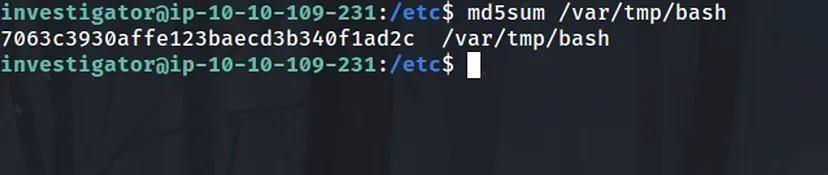 investigator@ip-10-10-109-231:/etc$ md5sum /var/tmp/bash
7063c3930affe123baecd3b340f1ad2c  /var/tmp/bash
investigator@ip-10-10-109-231:/etc$